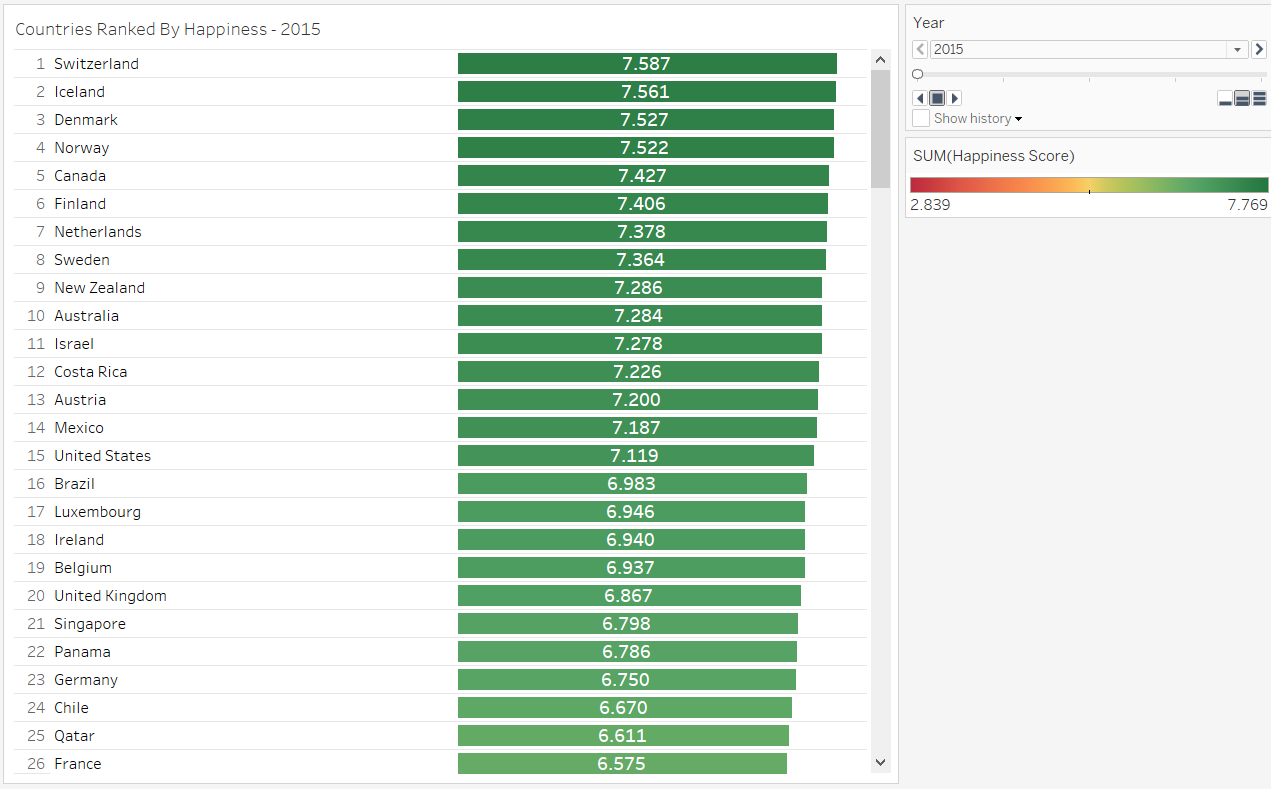 Countries Ranked By Happiness - 2015
1 Switzerland 7.587
2 Iceland 7.561
3 Denmark 7.527
4 Norway 7.522
5 Canada 7.427
6 Finland 7.406
7 Netherlands 7.378
8 Sweden 7.364
9 New Zealand 7.286
10 Australia 7.284
11 Israel 7.278
12 Costa Rica 7.226
13 Austria 7.200
14 Mexico 7.187
15 United States 7.119
16 Brazil 6.983
17 Luxembourg 6.946
18 Ireland 6.940
19 Belgium 6.937
20 United Kingdom 6.867
21 Singapore 6.798
22 Panama 6.786
23 Germany 6.750
24 Chile 6.670
25 Qatar 6.611
26 France 6.575
Year
2015
Show history
SUM(Happiness Score)
2.839 7.769